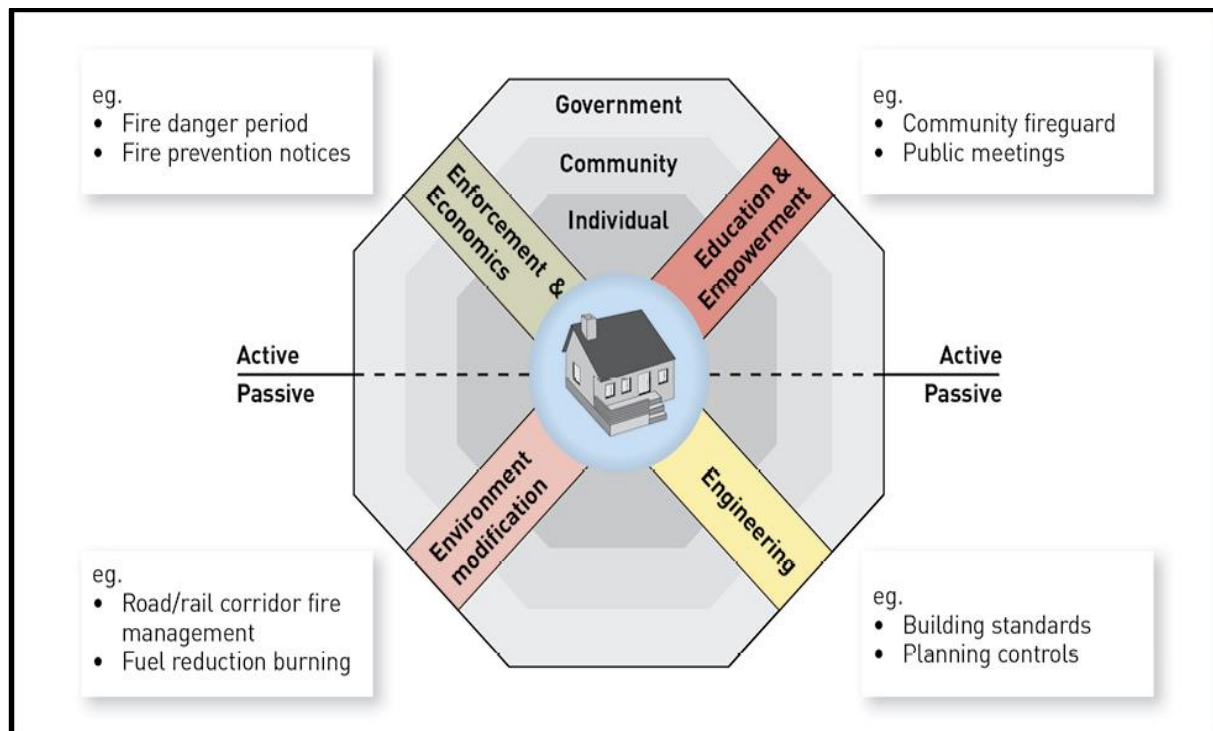 eg.
• Fire danger period
• Fire prevention notices
eg.
• Community fireguard
• Public meetings
Government
Community
Individual
Enforcement &
Economics
Education &
Empowerment
Active
Passive
Active
Passive
Environment
modification
Engineering
eg.
• Road/rail corridor fire
management
• Fuel reduction burning
eg.
• Building standards
• Planning controls